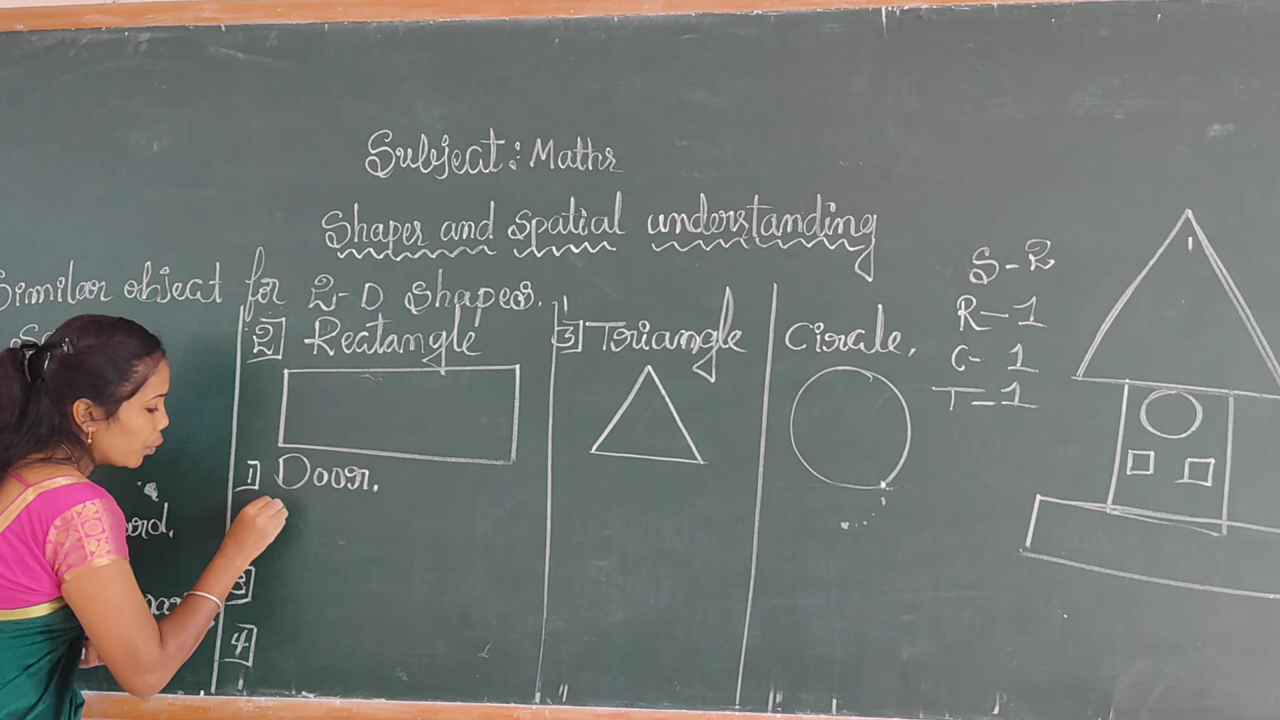 Subject: Maths
Shapes and spatial understanding
Similar object for 2-D shapes.
2 Rectangle
3 Triangle
Circle.
S-2
R-1
C-1
T-1
1 Door.
3
4